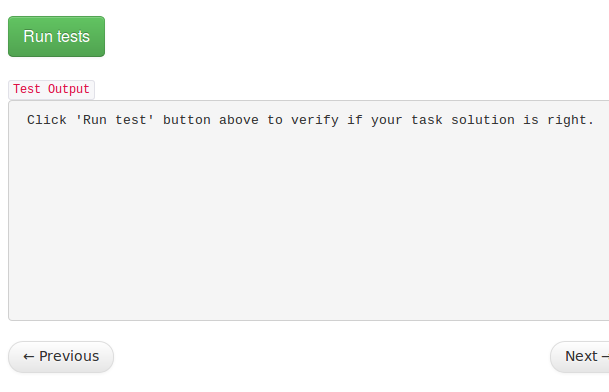 Run tests
Test Output
Click 'Run test' button above to verify if your task solution is right.
← Previous
Next →